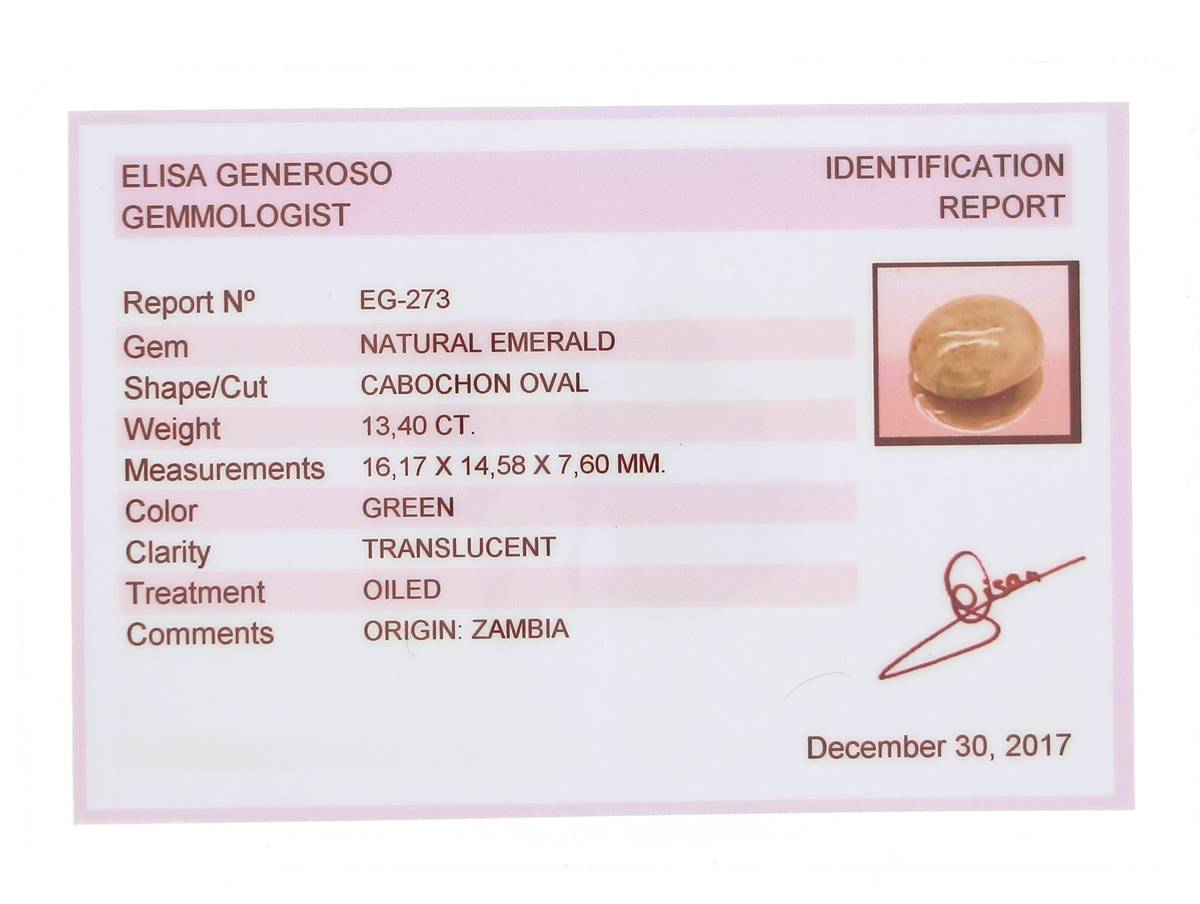 ELISA GENEROSO
GEMMOLOGIST
IDENTIFICATION
REPORT
Report Nº EG-273
Gem NATURAL EMERALD
Shape/Cut CABOCHON OVAL
Weight 13,40 CT.
Measurements 16,17 X 14,58 X 7,60 MM.
Color GREEN
Clarity TRANSLUCENT
Treatment OILED
Comments ORIGIN: ZAMBIA
December 30, 2017